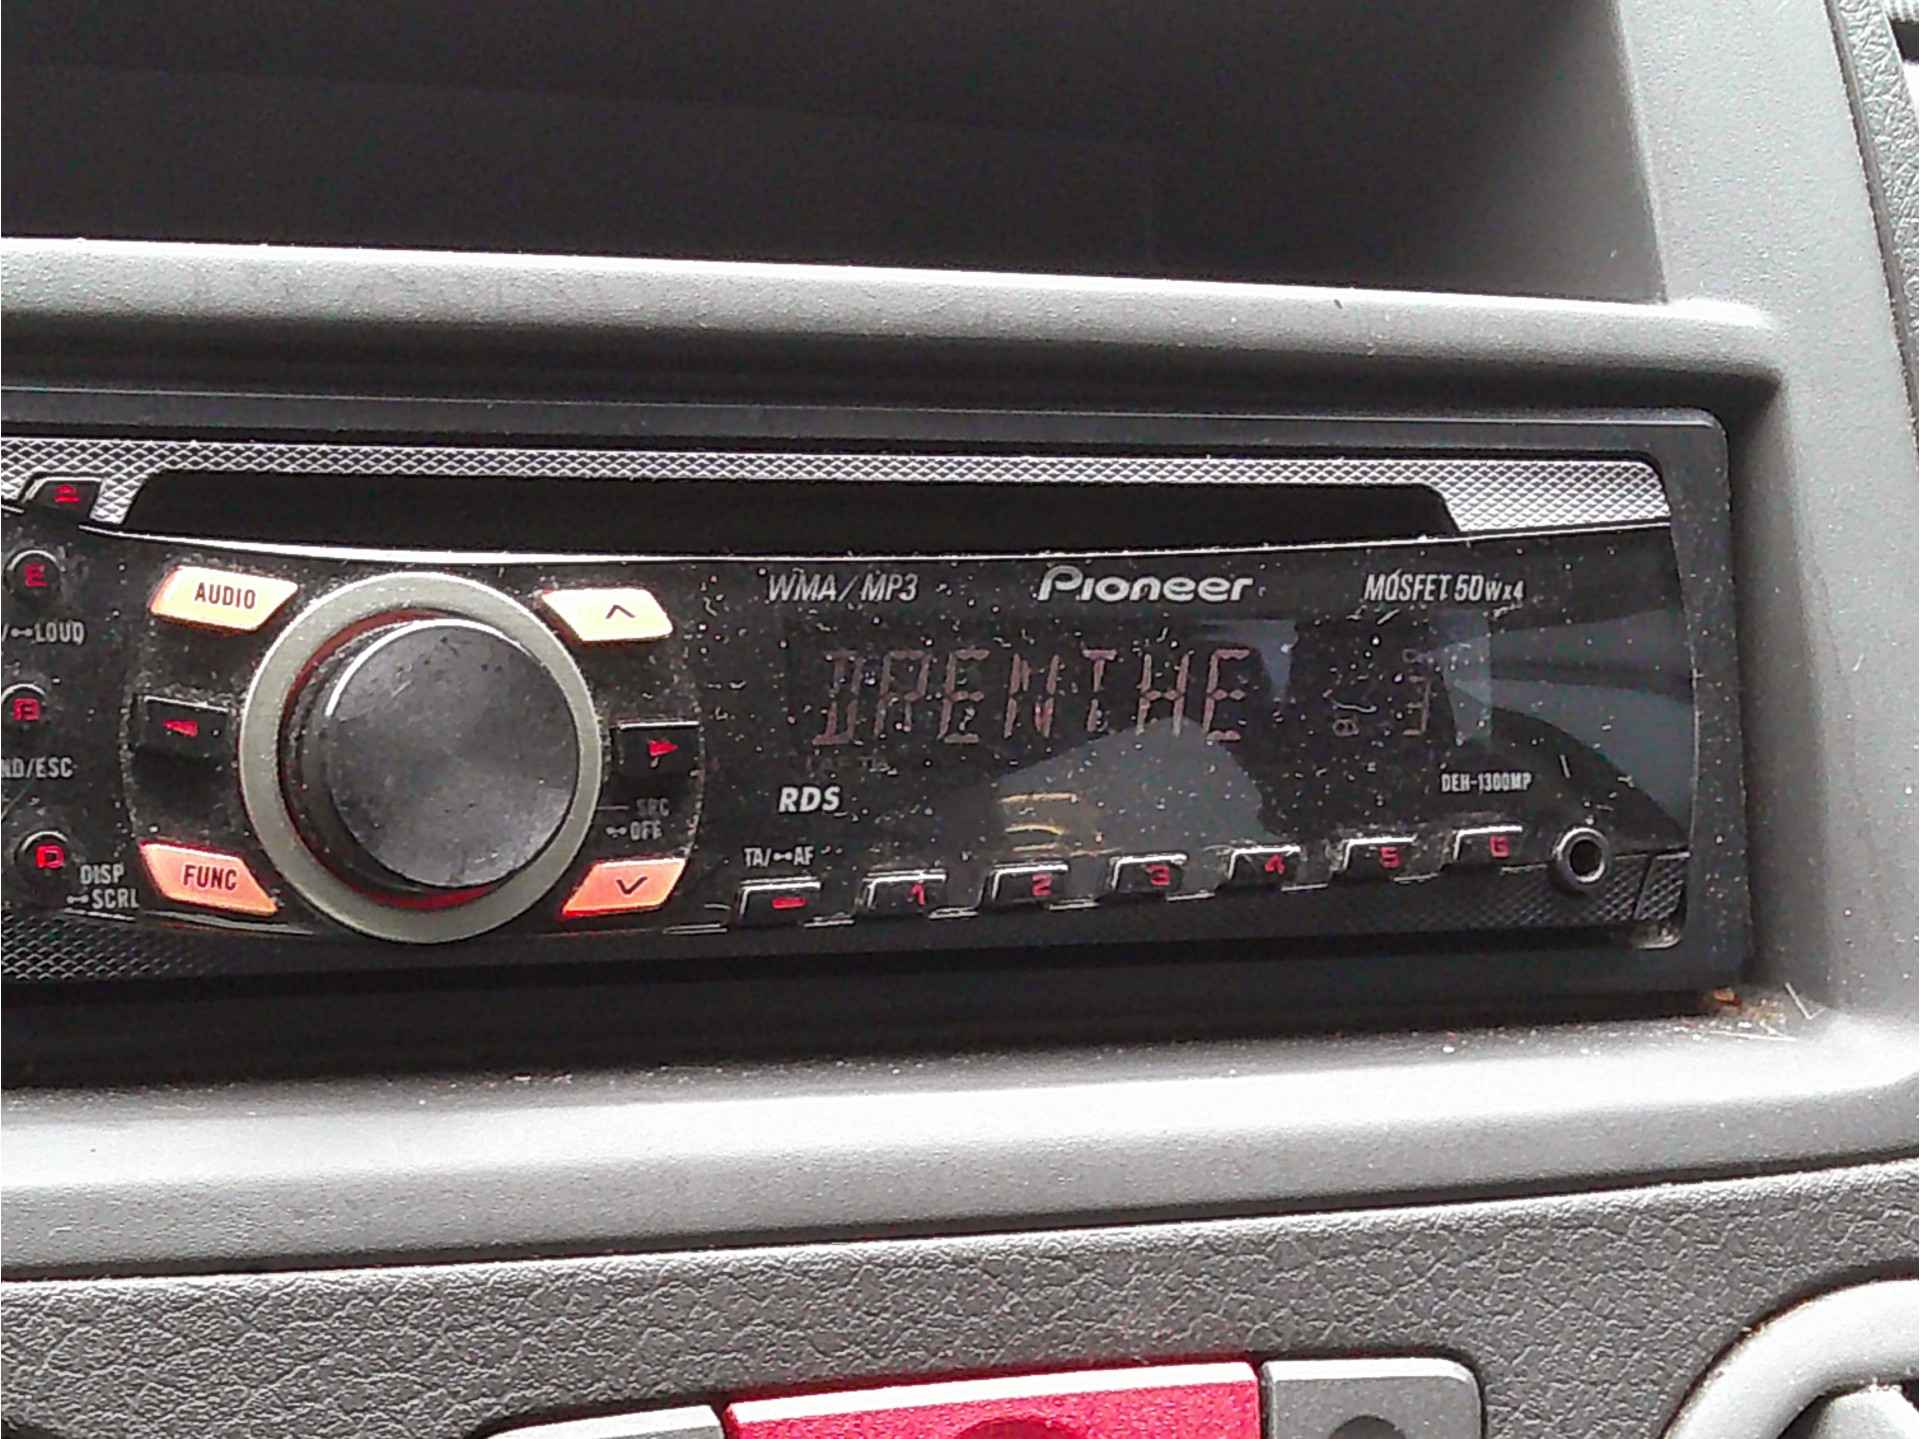 WMA/MP3
Pioneer
MOSFET 50Wx4
AUDIO
LOUD
DRENTHE
ND/ESC
DEH-1300MP
RDS
SRC
OFF
TA/AF
DISP
SCRL
FUNC
1
2
3
4
5
6